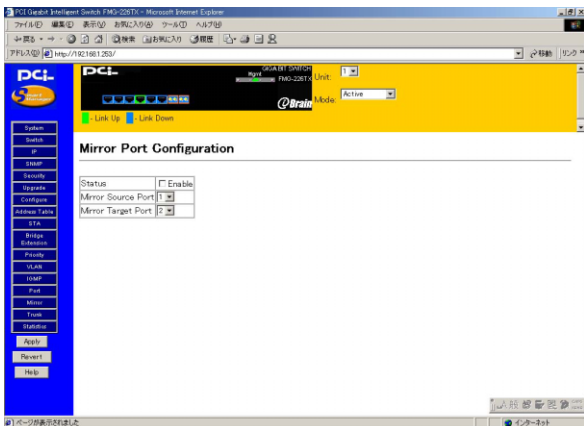 PCI Gigabit Intelligent Switch FMG-226TX - Microsoft Internet Explorer
ファイル(F) 編集(E) 表示(V) お気に入り(A) ツール(T) ヘルプ(H)
戻る 検索 お気に入り 履歴
アドレス(D) http://192.168.1.253/ 移動 リンク
PCi
PCi
GIGABIT SWITCH
Mgmt
FMG-226TX
Unit: 1
@Brain
Mode: Active
- Link Up - Link Down
System
Switch
IP
SNMP
Security
Upgrade
Configure
Address Table
STA
Bridge
Extension
Priority
VLAN
IGMP
Port
Mirror
Trunk
Statistics
Apply
Revert
Help
Mirror Port Configuration
Status Enable
Mirror Source Port 1
Mirror Target Port 2
A 般
ページが表示されました
インターネット